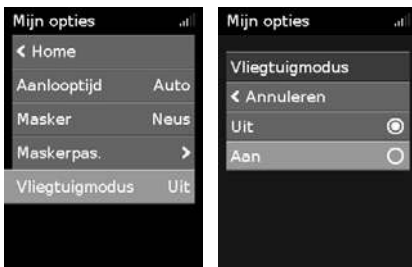 Mijn opties
< Home
Aanlooptijd Auto
Masker Neus
Maskerpas. >
Vliegtuigmodus Uit
Mijn opties
Vliegtuigmodus
< Annuleren
Uit
Aan